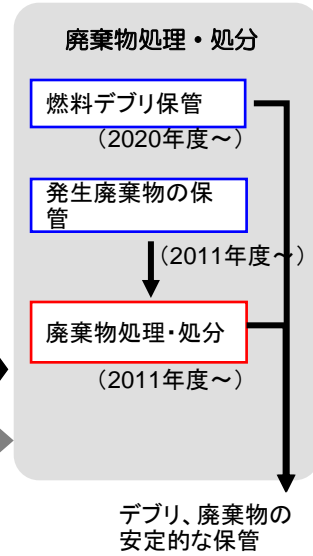 廃棄物処理・処分
燃料デブリ保管
（2020年度～）
発生廃棄物の保
管
（2011年度～）
廃棄物処理・処分
（2011年度～）
デブリ、廃棄物の
安定的な保管